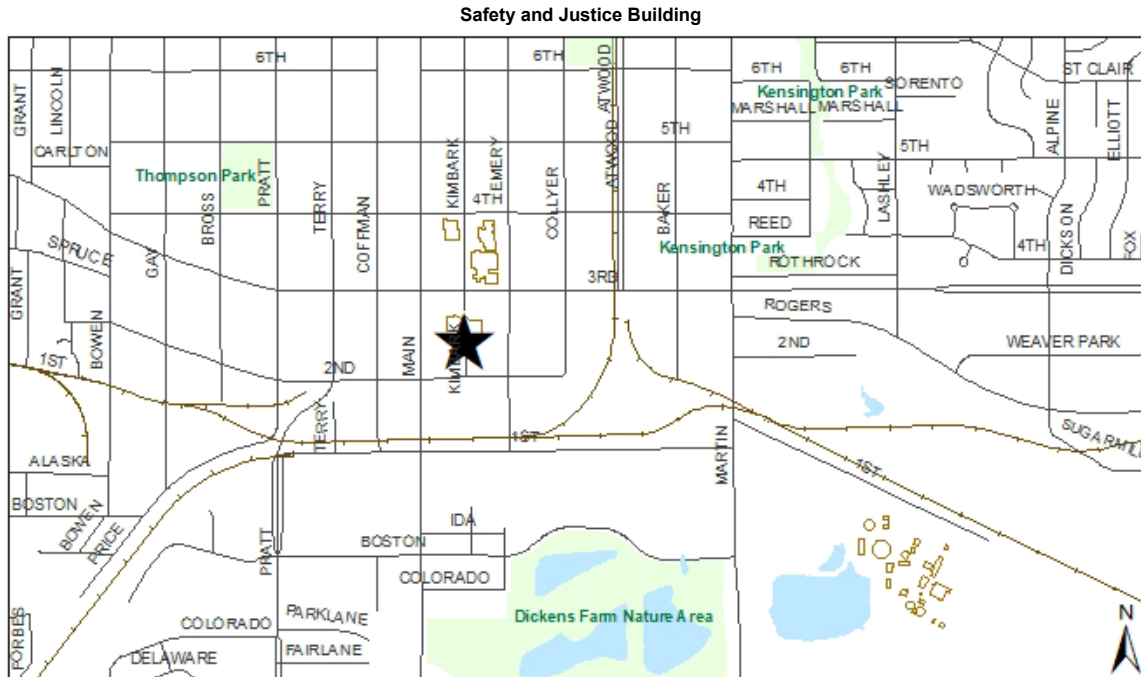 Safety and Justice Building
6TH
6TH
ATWOOD
6TH
6TH
ST CLAIR
SORENTO
Kensington Park
MARSHALL
MARSHALL
GRANT
LINCOLN
CARLTON
5TH
5TH
ALPINE
ELLIOTT
ATWOOD
KIMBARK
EMERY
Thompson Park
PRATT
4TH
4TH
COLLYER
LASHLEY
WADSWORTH
BROSS
TERRY
COFFMAN
BAKER
REED
DICKSON
FOX
4TH
SPRUCE
GAY
Kensington Park
ROTHROCK
3RD
GRANT
ROGERS
BOWEN
MAIN
KIMBARK
2ND
2ND
WEAVER PARK
1ST
TERRY
1ST
MARTIN
SUGARMILL
1ST
ALASKA
BOSTON
BOWEN
PRICE
IDA
BOSTON
PRATT
COLORADO
Dickens Farm Nature Area
PARKLANE
COLORADO
FORBES
DELAWARE
FAIRLANE
N